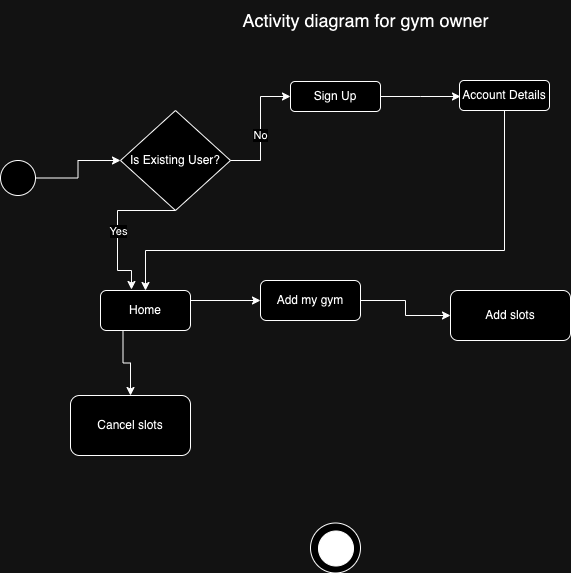 Activity diagram for gym owner
Sign Up
Account Details
No
Is Existing User?
Yes
Home
Add my gym
Add slots
Cancel slots